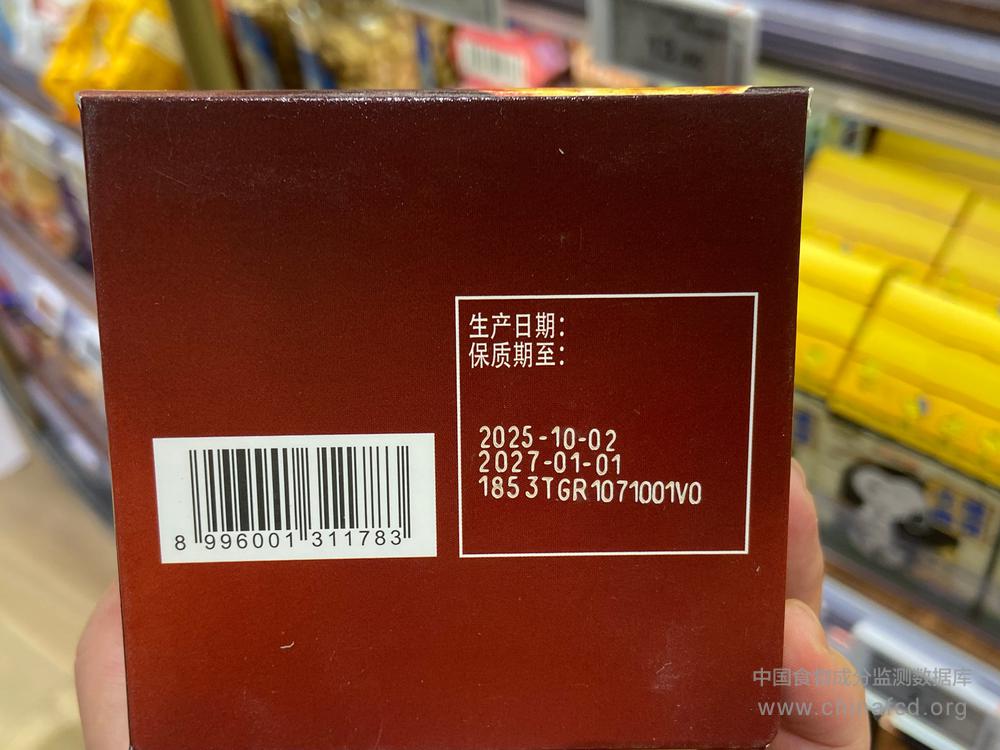 生产日期：
保质期至：
2025-10-02
2027-01-01
1853TGR1071001V0
8 996001 311783
中国食物成分监测数据库
www.chinafcd.org